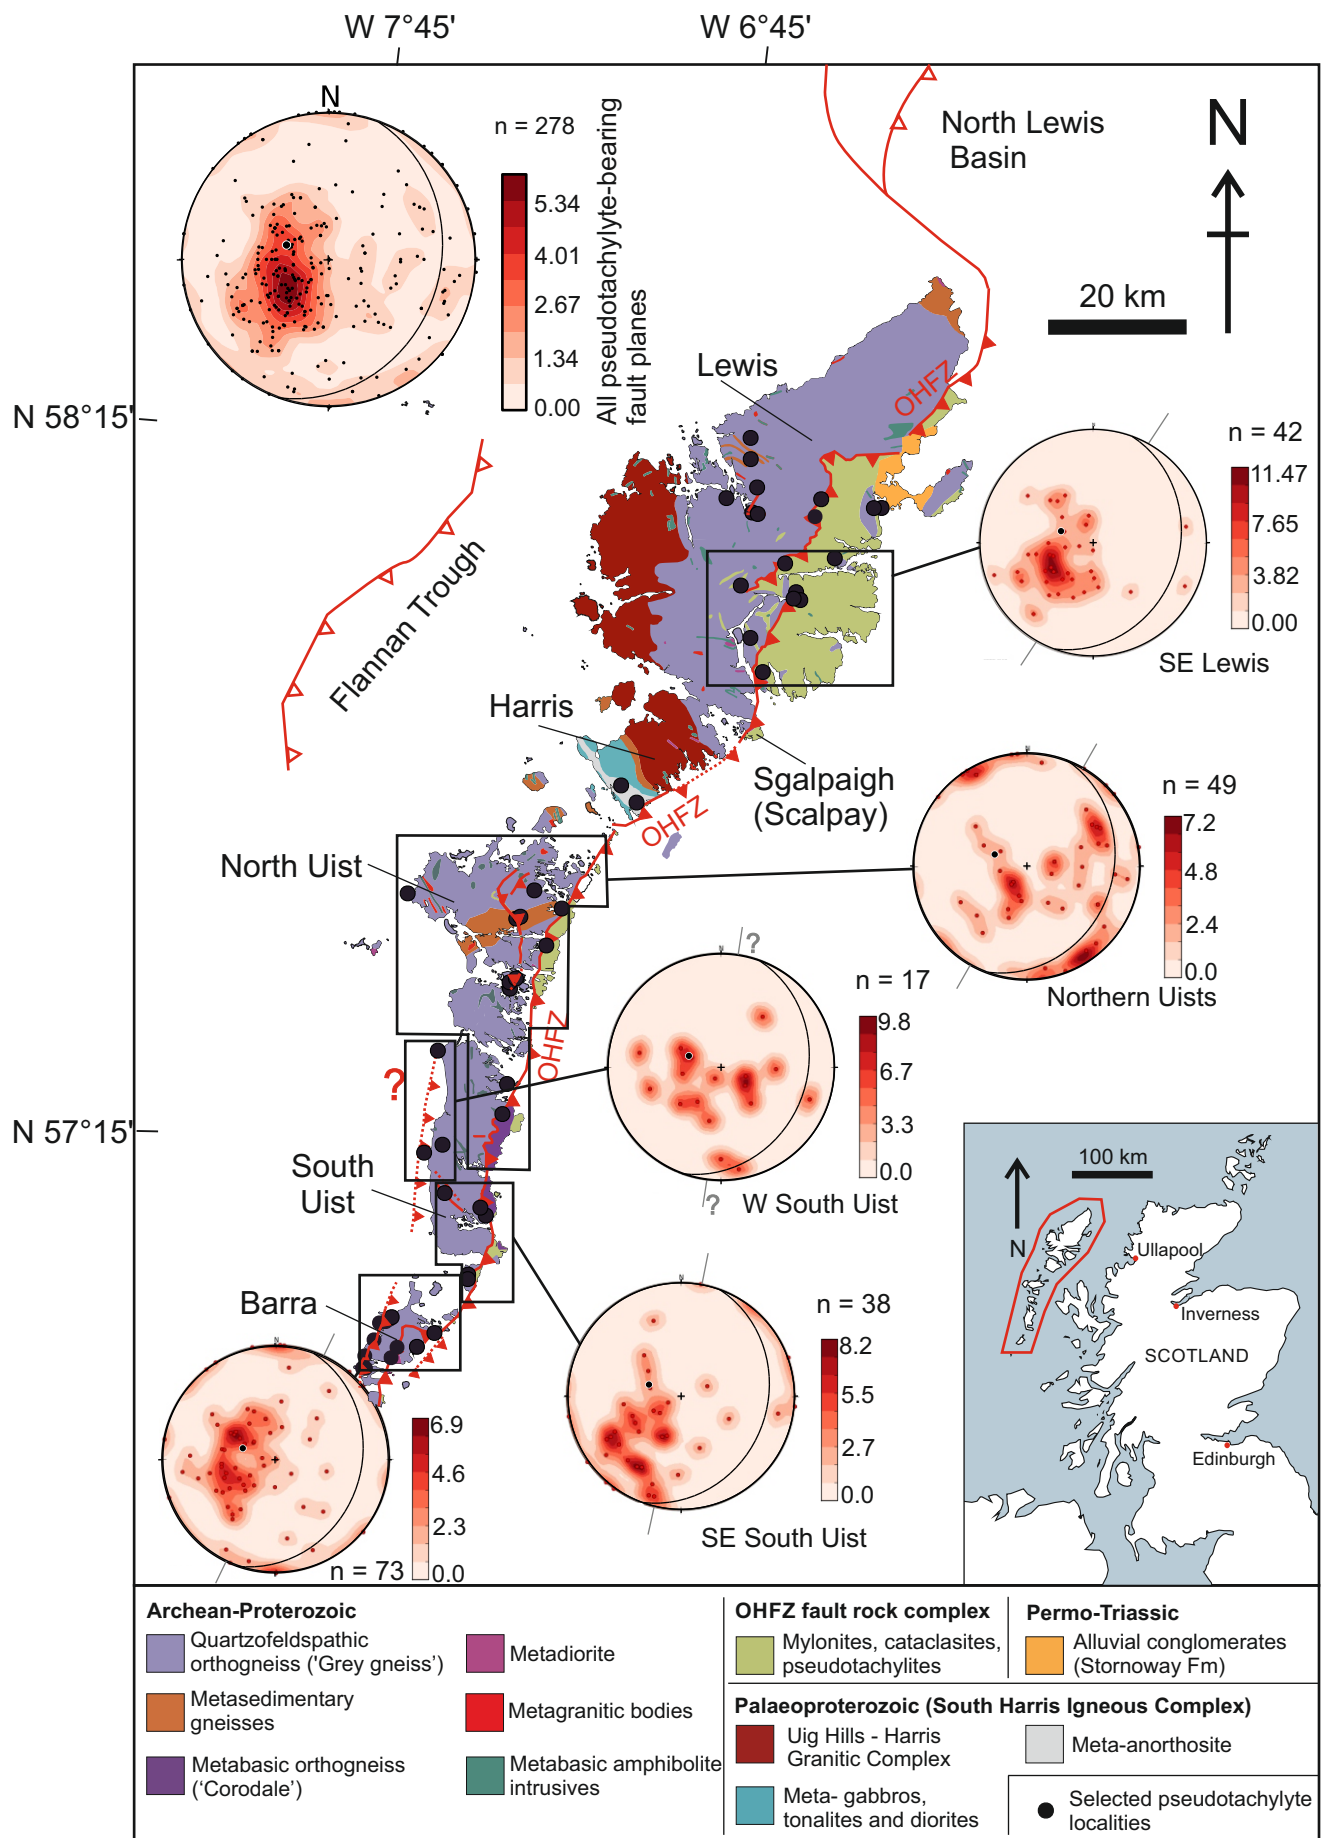 W 7°45'
W 6°45'
N
n = 278
5.34
4.01
2.67
1.34
0.00
All pseudotachylyte-bearing
fault planes
North Lewis
Basin
N
20 km
N 58°15'
Lewis
OHFZ
n = 42
11.47
7.65
3.82
0.00
N
SE Lewis
Flannan Trough
Harris
Sgalpaigh
(Scalpay)
OHFZ
n = 49
7.2
4.8
2.4
0.0
N
Northern Uists
North Uist
?
n = 17
9.8
6.7
3.3
0.0
N
?
W South Uist
OHFZ
?
N 57°15'
South
Uist
100 km
N
Ullapool
Inverness
SCOTLAND
Edinburgh
Barra
n = 38
8.2
5.5
2.7
0.0
N
SE South Uist
N
6.9
4.6
2.3
0.0
n = 73
Archean-Proterozoic
Quartzofeldspathic
orthogneiss ('Grey gneiss')
Metasedimentary
gneisses
Metabasic orthogneiss
('Corodale')
Metadiorite
Metagranitic bodies
Metabasic amphibolite
intrusives
OHFZ fault rock complex
Mylonites, cataclasites,
pseudotachylites
Permo-Triassic
Alluvial conglomerates
(Stornoway Fm)
Palaeoproterozoic (South Harris Igneous Complex)
Uig Hills - Harris
Granitic Complex
Meta-anorthosite
Meta- gabbros,
tonalites and diorites
Selected pseudotachylyte
localities